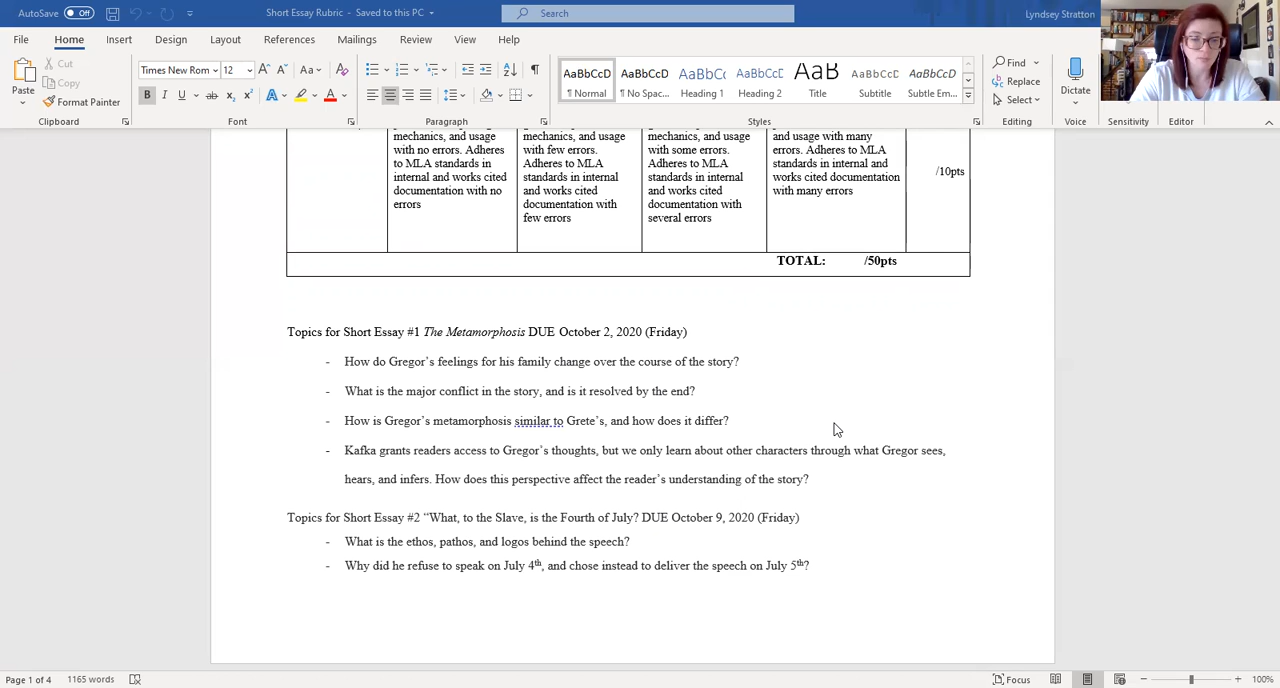 AutoSave Off Short Essay Rubric - Saved to this PC Search Lyndsey Stratton
File Home Insert Design Layout References Mailings Review View Help
Paste Cut Copy Format Painter Clipboard
Times New Rom 12 Aa B I U ab x₂ x² A A Font
Paragraph
AaBbCcD ¶ Normal AaBbCcD ¶ No Spac... AaBbCc Heading 1 AaBbCcC Heading 2 AaB Title AaBbCcD Subtitle AaBbCcD Subtle Em... Styles
Find Replace Select Editing
Dictate Voice
Sensitivity
Editor
mechanics, and usage with no errors. Adheres to MLA standards in internal and works cited documentation with no errors
mechanics, and usage with few errors. Adheres to MLA standards in internal and works cited documentation with few errors
mechanics, and usage with some errors. Adheres to MLA standards in internal and works cited documentation with several errors
and usage with many errors. Adheres to MLA standards in internal and works cited documentation with many errors
/10pts
TOTAL: /50pts
Topics for Short Essay #1 The Metamorphosis DUE October 2, 2020 (Friday)
- How do Gregor’s feelings for his family change over the course of the story?
- What is the major conflict in the story, and is it resolved by the end?
- How is Gregor’s metamorphosis similar to Grete’s, and how does it differ?
- Kafka grants readers access to Gregor’s thoughts, but we only learn about other characters through what Gregor sees,
hears, and infers. How does this perspective affect the reader’s understanding of the story?
Topics for Short Essay #2 “What, to the Slave, is the Fourth of July? DUE October 9, 2020 (Friday)
- What is the ethos, pathos, and logos behind the speech?
- Why did he refuse to speak on July 4th, and chose instead to deliver the speech on July 5th?
Page 1 of 4 1165 words Focus 100%